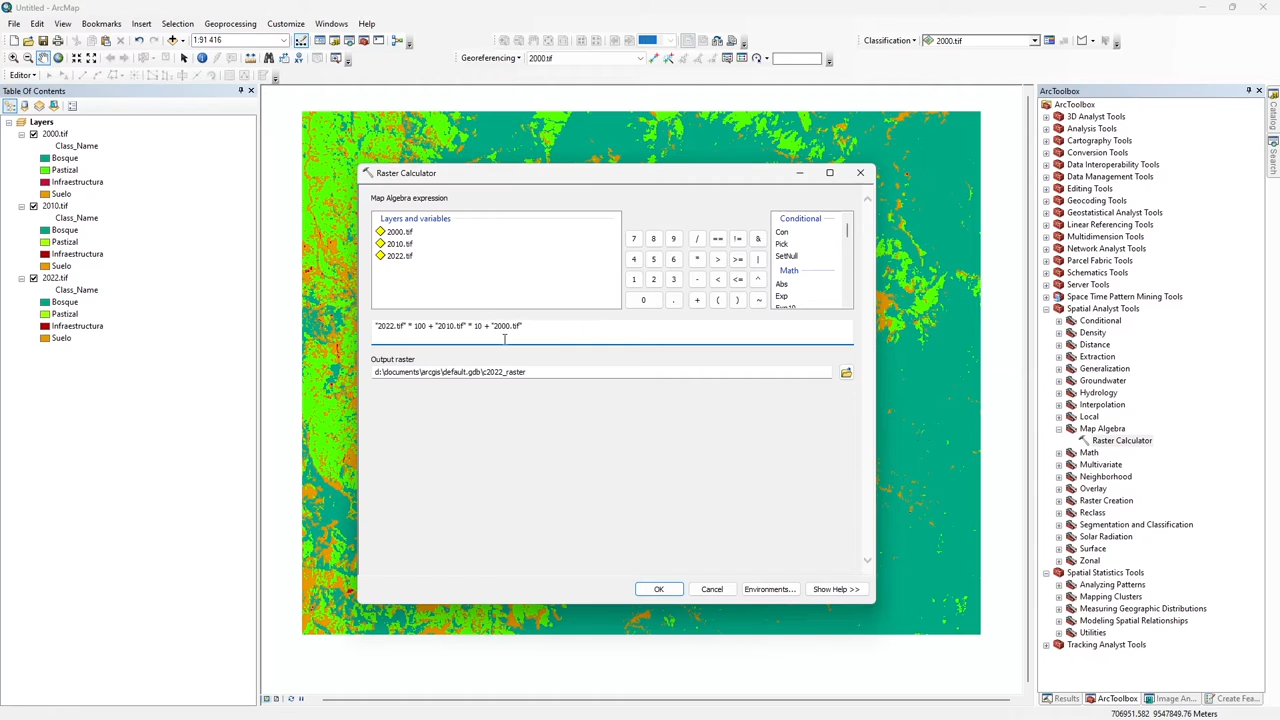 Untitled - ArcMap
File Edit View Bookmarks Insert Selection Geoprocessing Customize Windows Help
1:91 416
Classification 2000.tif
Georeferencing 2000.tif
Editor
Table Of Contents
Layers
2000.tif
Class_Name
Bosque
Pastizal
Infraestructura
Suelo
2010.tif
Class_Name
Bosque
Pastizal
Infraestructura
Suelo
2022.tif
Class_Name
Bosque
Pastizal
Infraestructura
Suelo
Raster Calculator
Map Algebra expression
Layers and variables
2000.tif
2010.tif
2022.tif
7 8 9 / == != &
4 5 6 * > >= |
1 2 3 - < <= ^
0 . + ( ) ~
Conditional
Con
Pick
SetNull
Math
Abs
Exp
Exp10
"2022.tif" * 100 + "2010.tif" * 10 + "2000.tif"
Output raster
d:\documents\arcgis\default.gdb\c2022_raster
OK Cancel Environments... Show Help >>
ArcToolbox
ArcToolbox
3D Analyst Tools
Analysis Tools
Cartography Tools
Conversion Tools
Data Interoperability Tools
Data Management Tools
Editing Tools
Geocoding Tools
Geostatistical Analyst Tools
Linear Referencing Tools
Multidimension Tools
Network Analyst Tools
Parcel Fabric Tools
Schematics Tools
Server Tools
Space Time Pattern Mining Tools
Spatial Analyst Tools
Conditional
Density
Distance
Extraction
Generalization
Groundwater
Hydrology
Interpolation
Local
Map Algebra
Raster Calculator
Math
Multivariate
Neighborhood
Overlay
Raster Creation
Reclass
Segmentation and Classification
Solar Radiation
Surface
Zonal
Spatial Statistics Tools
Analyzing Patterns
Mapping Clusters
Measuring Geographic Distributions
Modeling Spatial Relationships
Utilities
Tracking Analyst Tools
Catalog
Search
Results ArcToolbox Image An... Create Fea...
706951.582 9547849.76 Meters